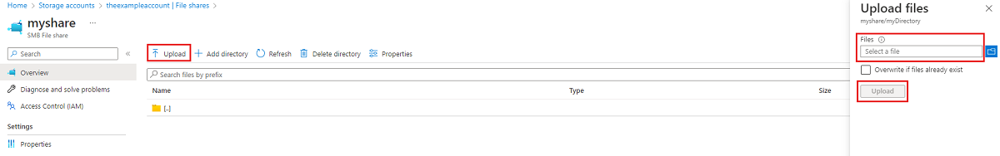 Home > Storage accounts > theexampleaccount | File shares >
myshare ...
SMB File share
Search
«
Overview
Diagnose and solve problems
Access Control (IAM)
Settings
Properties
Upload
Add directory
Refresh
Delete directory
Properties
Search files by prefix
Name Type Size
[..]
Upload files
myshare/myDirectory
Files
Select a file
Overwrite if files already exist
Upload